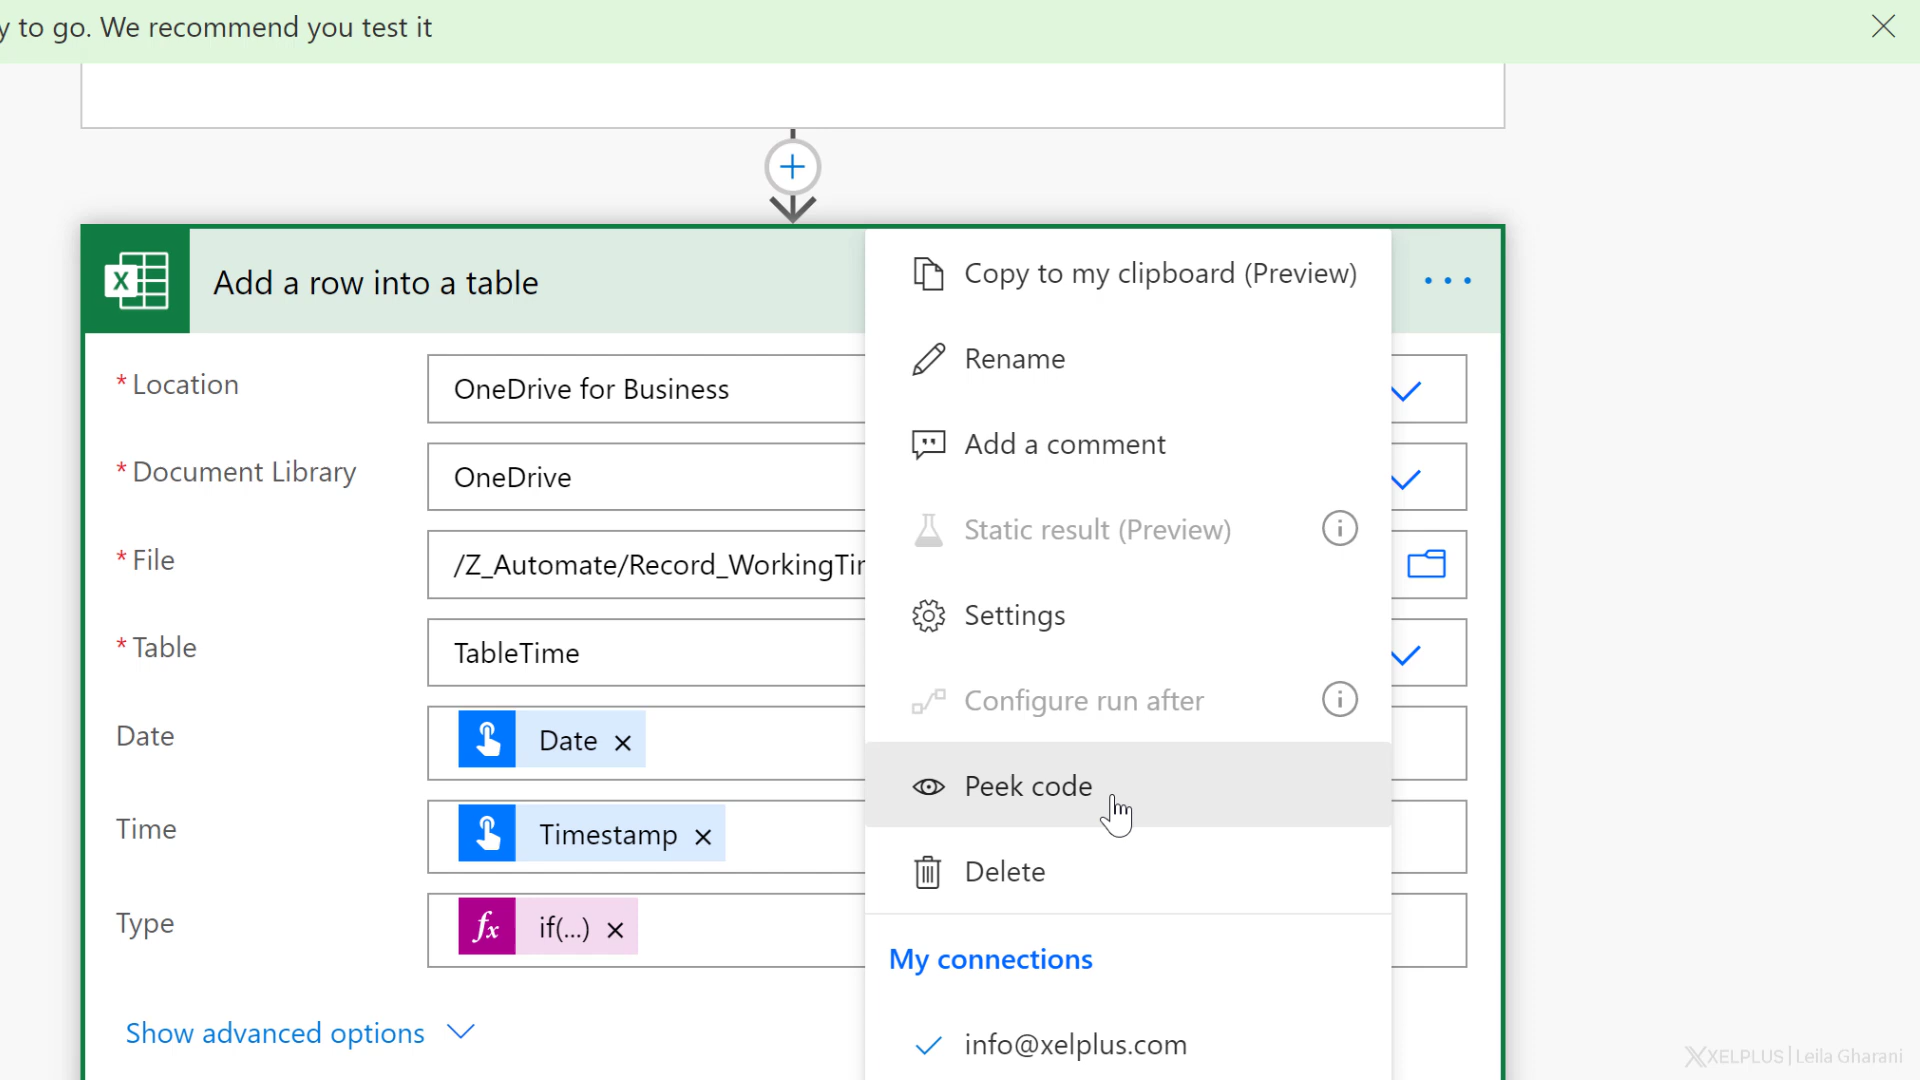 y to go. We recommend you test it
Add a row into a table
Copy to my clipboard (Preview)
Rename
Add a comment
Static result (Preview)
Settings
Configure run after
Peek code
Delete
My connections
info@xelplus.com
* Location
OneDrive for Business
* Document Library
OneDrive
* File
/Z_Automate/Record_WorkingTi
* Table
TableTime
Date
Date ×
Time
Timestamp ×
Type
fx if(...) ×
Show advanced options
XELPLUS | Leila Gharani